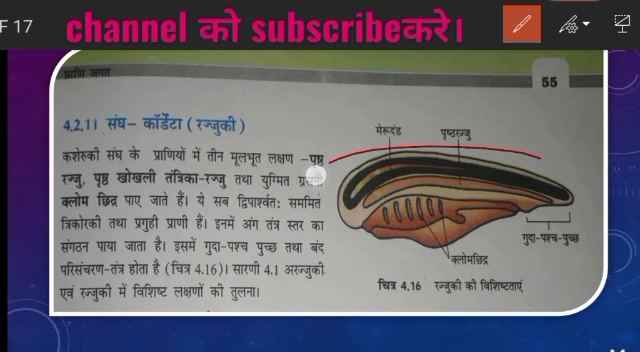 F 17
channel को subscribeकरे।
प्राणि जगत
55
4.2.11 संघ– कॉर्डेटा ( रज्जुकी )
कशेरुकी संघ के प्राणियों में तीन मूलभूत लक्षण –पृष्ठ
रज्जु, पृष्ठ खोखली तंत्रिका-रज्जु तथा युग्मित
क्लोम छिद्र पाए जाते हैं। ये सब द्विपार्श्वतः सममित
त्रिकोरकी तथा प्रगुही प्राणी हैं। इनमें अंग तंत्र स्तर का
संगठन पाया जाता है। इसमें गुदा-पश्च पुच्छ तथा बंद
परिसंचरण-तंत्र होता है (चित्र 4.16)। सारणी 4.1 अरज्जुकी
एवं रज्जुकी में विशिष्ट लक्षणों की तुलना।
मेरूदंड
पृष्ठरज्जु
गुदा-पश्च-पुच्छ
क्लोमछिद्र
चित्र 4.16 रज्जुकी की विशिष्टताएं